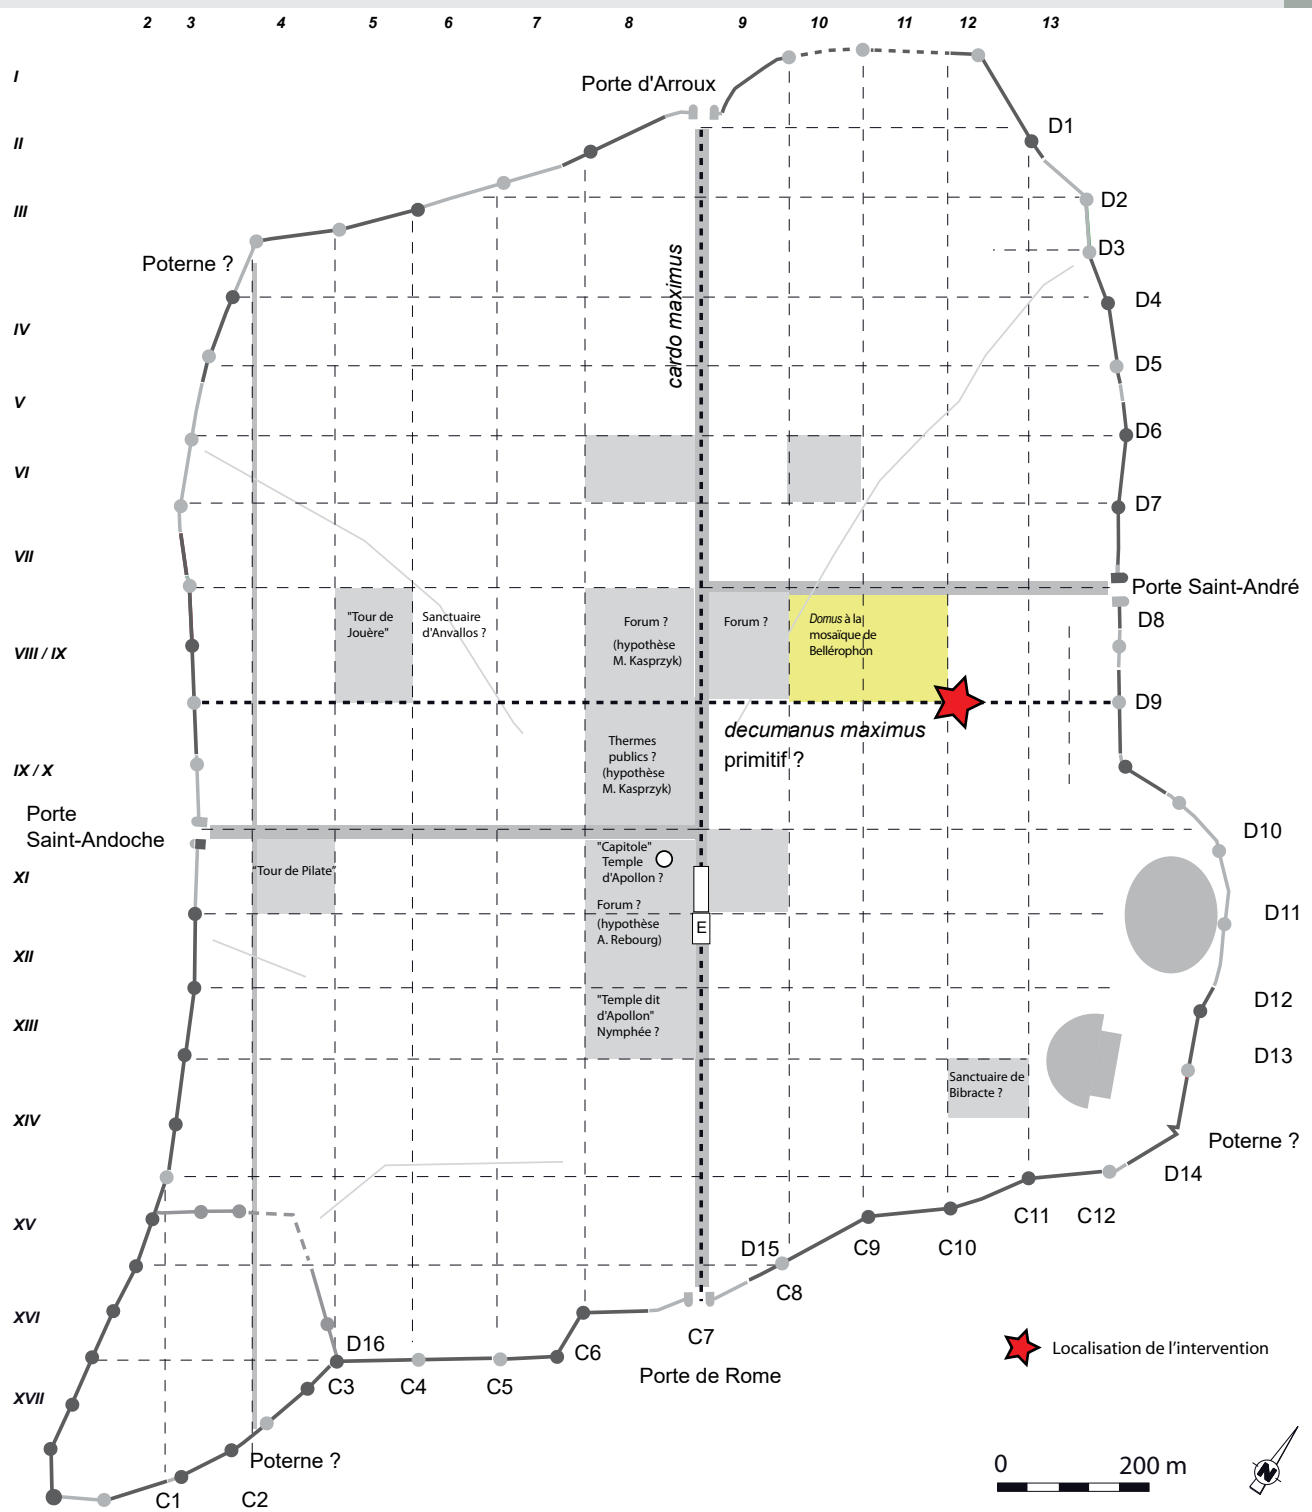 2 3 4 5 6 7 8 9 10 11 12 13
I
Porte d'Arroux
D1
II
D2
III
D3
Poterne ?
cardo maximus
D4
IV
D5
V
D6
VI
D7
VII
Porte Saint-André
D8
"Tour de
Jouère"
Sanctuaire
d'Anvallos ?
Forum ?
(hypothèse
M. Kasprzyk)
Forum ?
Domus à la
mosaïque de
Bellérophon
VIII / IX
D9
decumanus maximus
primitif ?
Thermes
publics ?
(hypothèse
M. Kasprzyk)
IX / X
Porte
Saint-Andoche
D10
"Capitole"
Temple
d'Apollon ?
"Tour de Pilate"
XI
Forum ?
(hypothèse
A. Rebourg)
E
D11
XII
"Temple dit
d'Apollon"
Nymphée ?
D12
XIII
D13
Sanctuaire de
Bibracte ?
XIV
Poterne ?
D14
XV
C12
C11
C10
C9
D15
C8
XVI
C7
Porte de Rome
D16
C6
C5
C4
C3
Localisation de l'intervention
XVII
Poterne ?
C2
C1
0 200 m
N